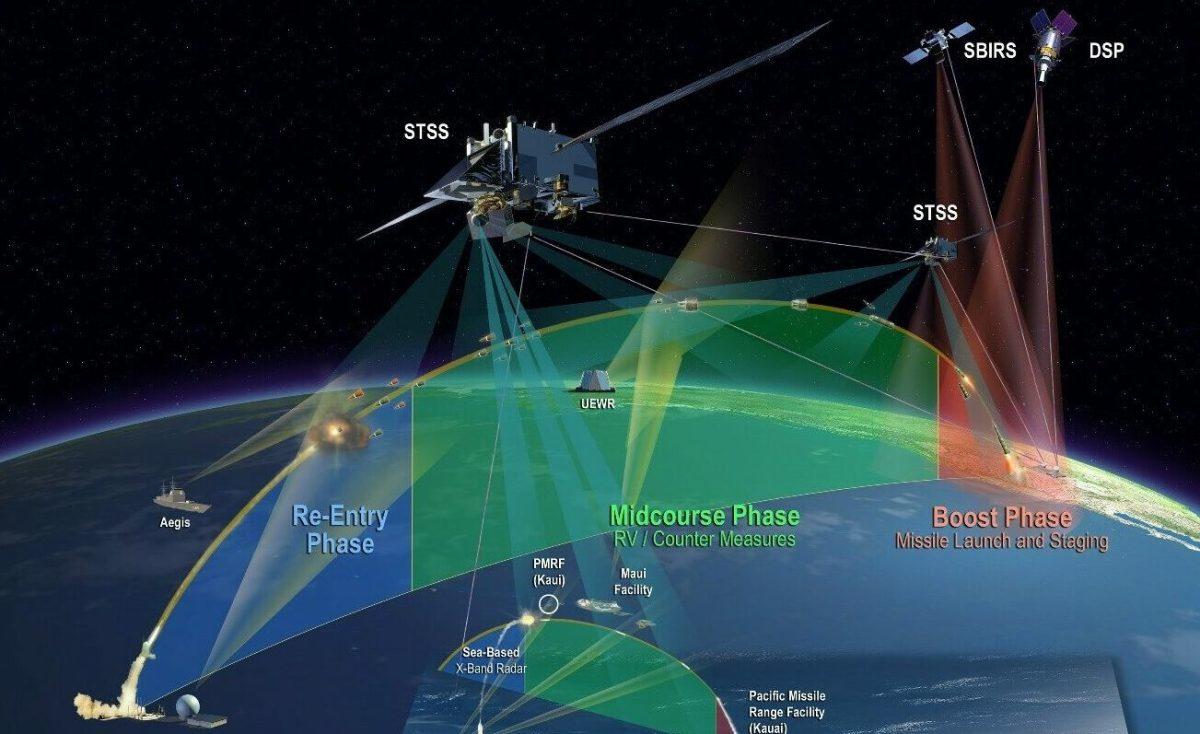 SBIRS
DSP
STSS
STSS
UEWR
Aegis
Re-Entry
Phase
Midcourse Phase
RV / Counter Measures
Boost Phase
Missile Launch and Staging
PMRF
(Kaui)
Maui
Facility
Sea-Based
X-Band Radar
Pacific Missile
Range Facility
(Kauai)